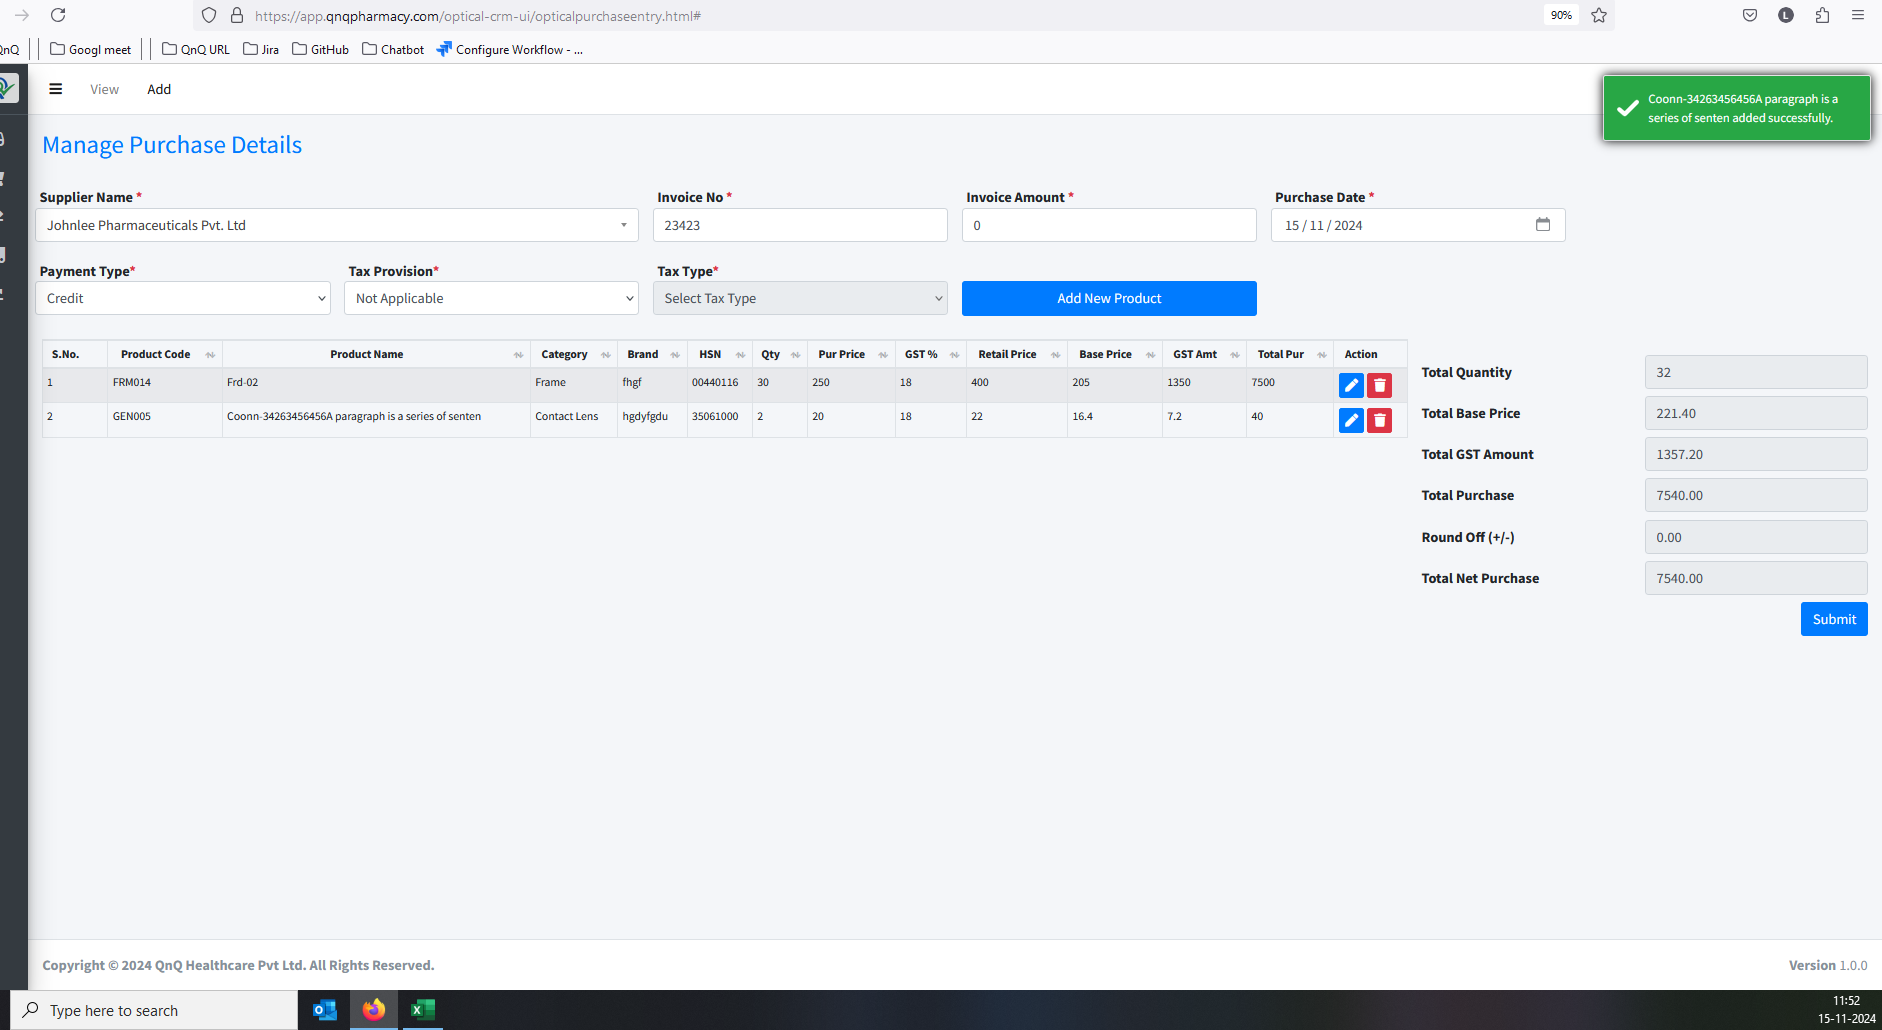 https://app.qnqpharmacy.com/optical-crm-ui/opticalpurchaseentry.html# 90% L
QnQ Googl meet QnQ URL Jira GitHub Chatbot Configure Workflow - ...
View Add
Coonn-34263456456A paragraph is a
series of senten added successfully.
Manage Purchase Details
Supplier Name * Invoice No * Invoice Amount * Purchase Date *
Johnlee Pharmaceuticals Pvt. Ltd 23423 0 15 / 11 / 2024
Payment Type* Tax Provision* Tax Type*
Credit Not Applicable Select Tax Type Add New Product
S.No. Product Code Product Name Category Brand HSN Qty Pur Price GST % Retail Price Base Price GST Amt Total Pur Action
1 FRM014 Frd-02 Frame fhgf 00440116 30 250 18 400 205 1350 7500
2 GEN005 Coonn-34263456456A paragraph is a series of senten Contact Lens hgdyfgdu 35061000 2 20 18 22 16.4 7.2 40
Total Quantity 32
Total Base Price 221.40
Total GST Amount 1357.20
Total Purchase 7540.00
Round Off (+/-) 0.00
Total Net Purchase 7540.00
Submit
Copyright © 2024 QnQ Healthcare Pvt Ltd. All Rights Reserved. Version 1.0.0
Type here to search
11:52
15-11-2024